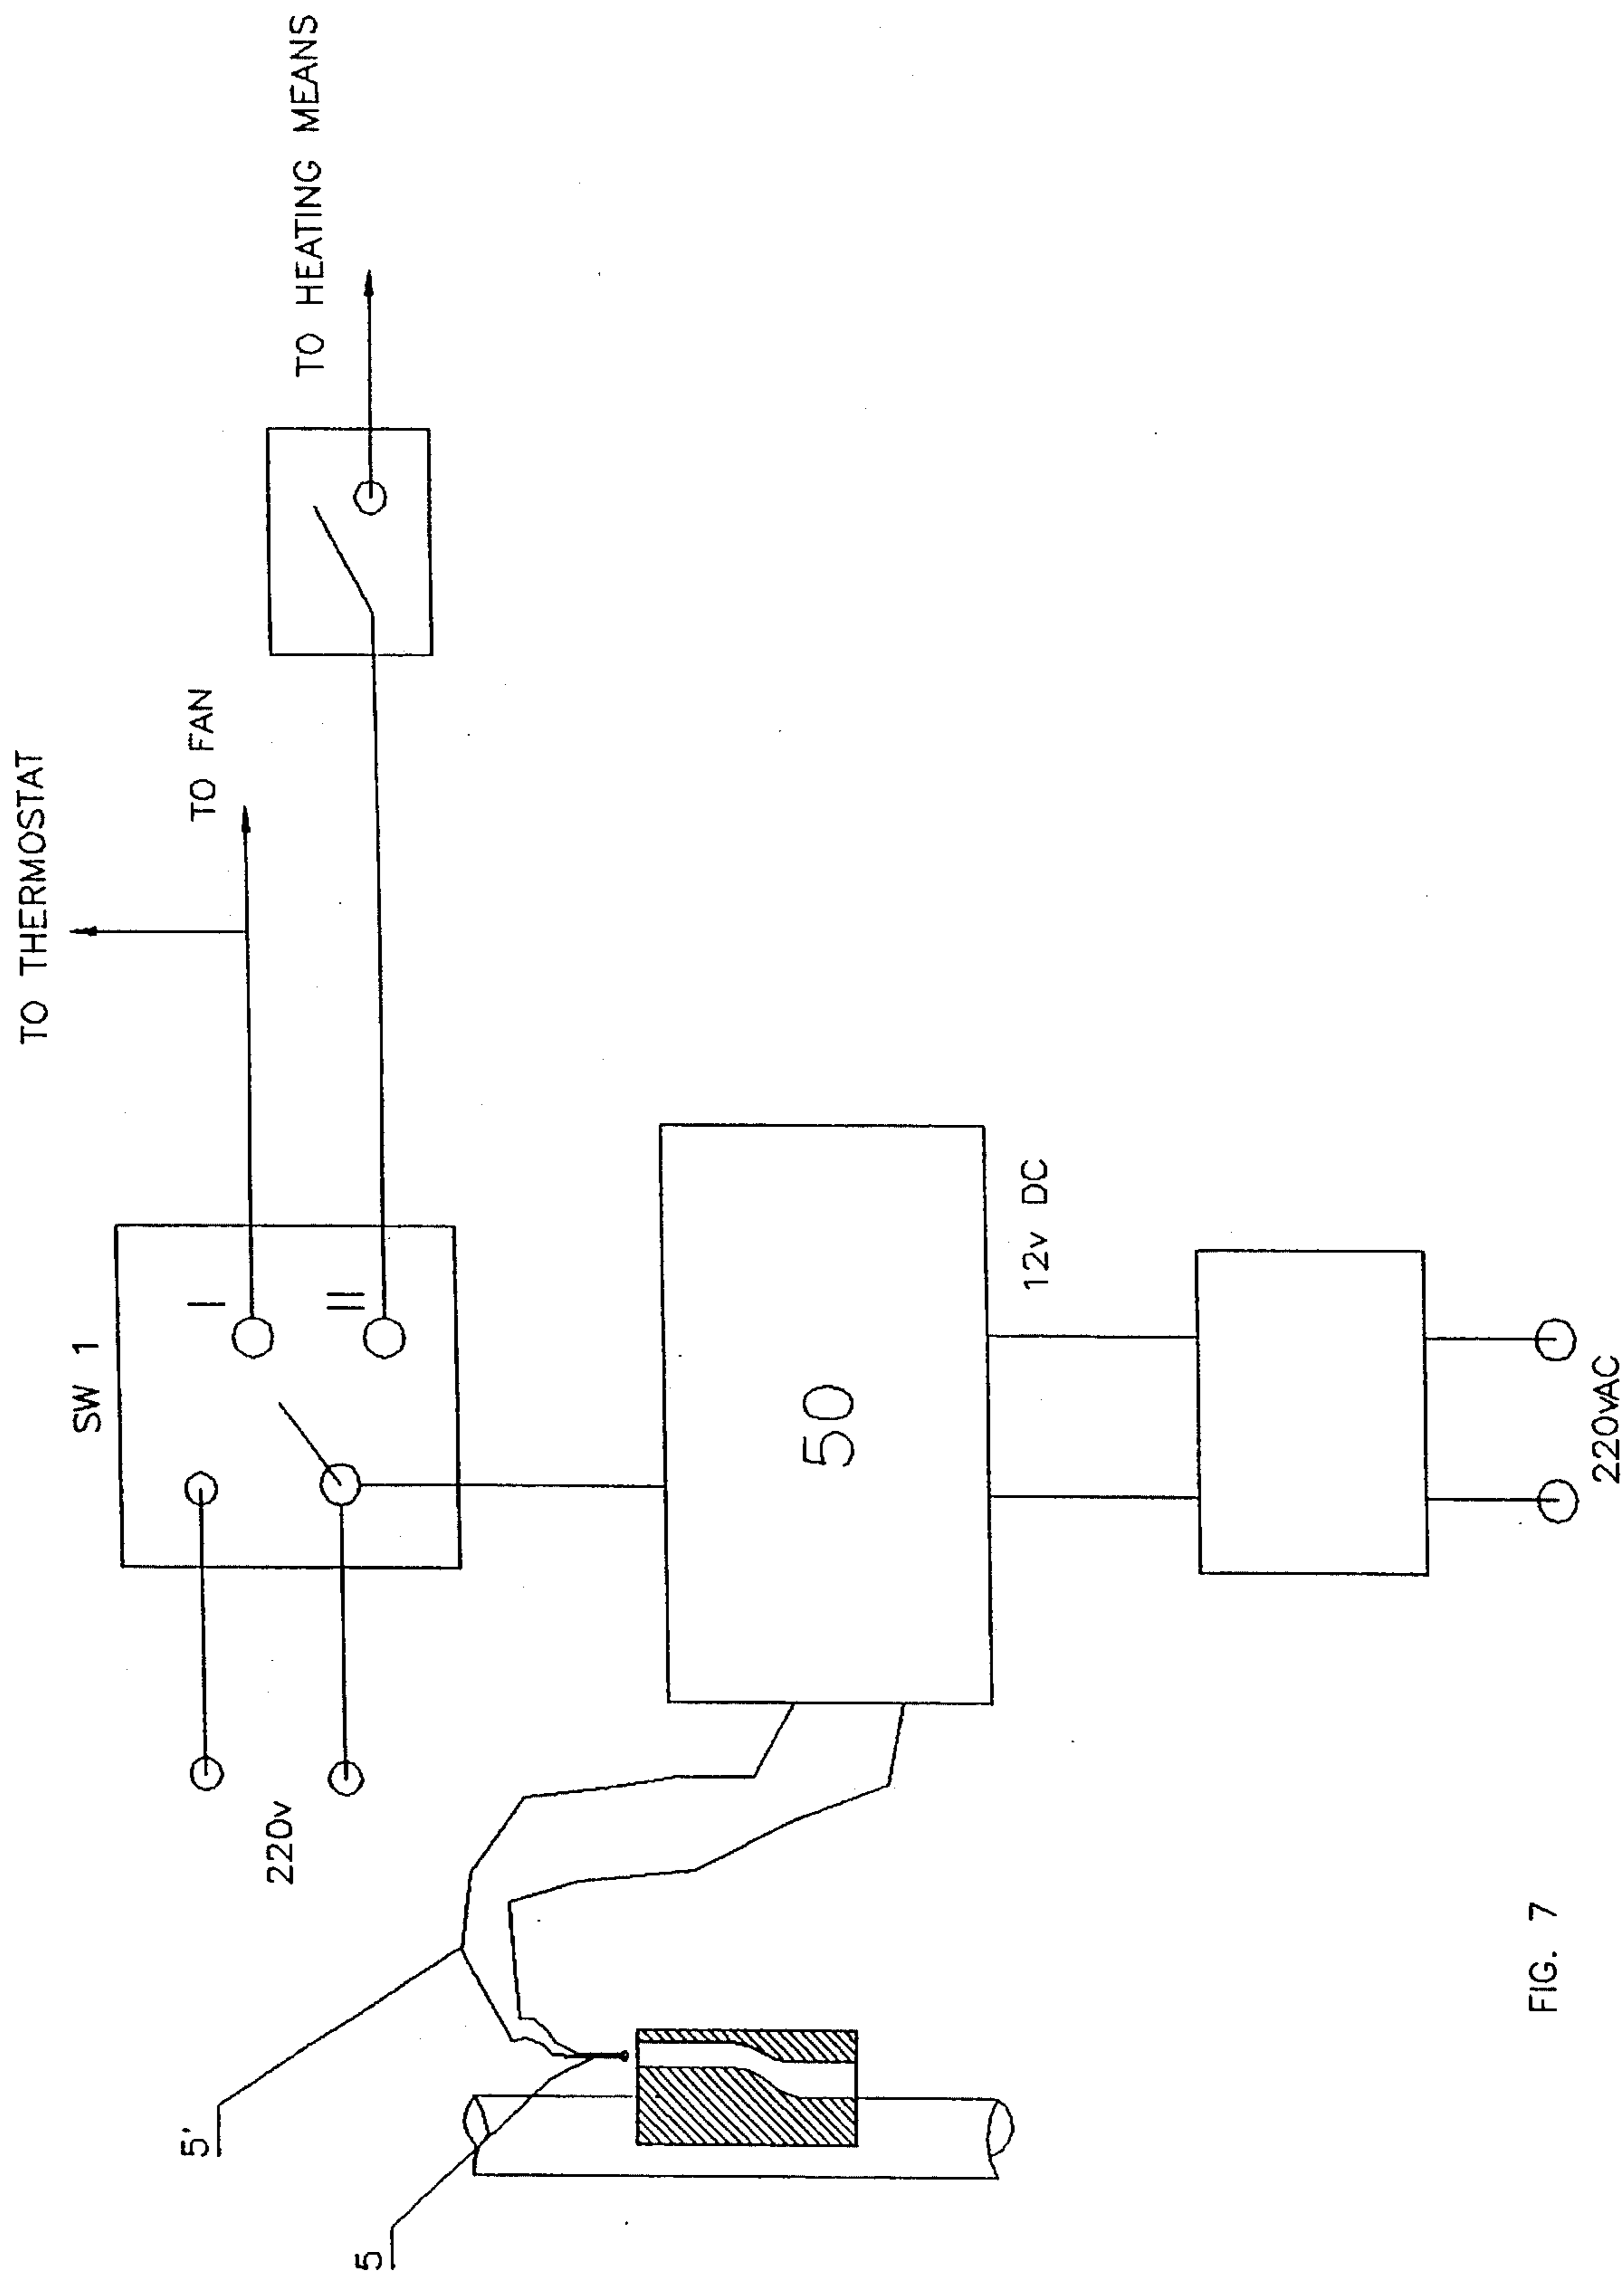 TO THERMOSTAT
TO FAN
TO HEATING MEANS
SW 1
I
II
220v
50
12v DC
220vAC
5'
5
FIG. 7